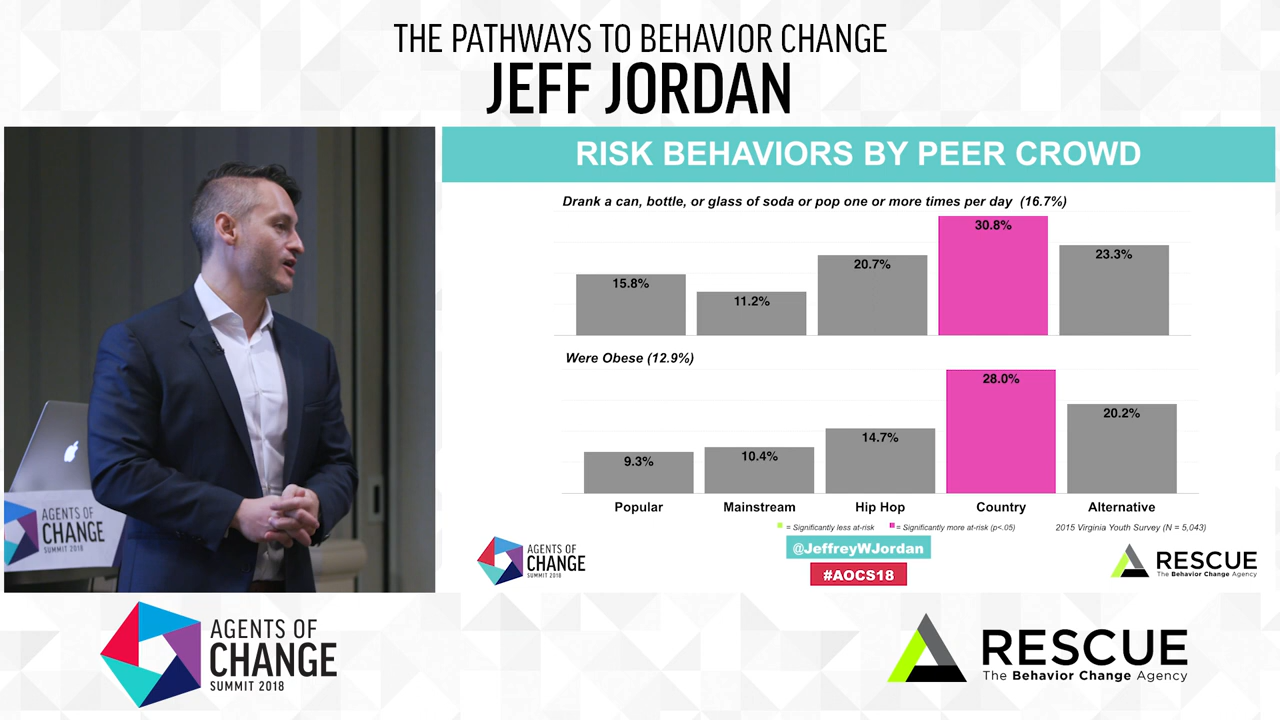 THE PATHWAYS TO BEHAVIOR CHANGE
JEFF JORDAN
RISK BEHAVIORS BY PEER CROWD
Drank a can, bottle, or glass of soda or pop one or more times per day (16.7%)
15.8%
11.2%
20.7%
30.8%
23.3%
Were Obese (12.9%)
9.3%
10.4%
14.7%
28.0%
20.2%
Popular
Mainstream
Hip Hop
Country
Alternative
= Significantly less at-risk
= Significantly more at-risk (p<.05)
2015 Virginia Youth Survey (N = 5,043)
AGENTS OF
CHANGE
SUMMIT 2018
@JeffreyWJordan
#AOCS18
RESCUE
The Behavior Change Agency
AGENTS OF
CHANGE
SUMMIT 2018
AGENTS OF
CHANGE
SUMMIT 2018
RESCUE
The Behavior Change Agency